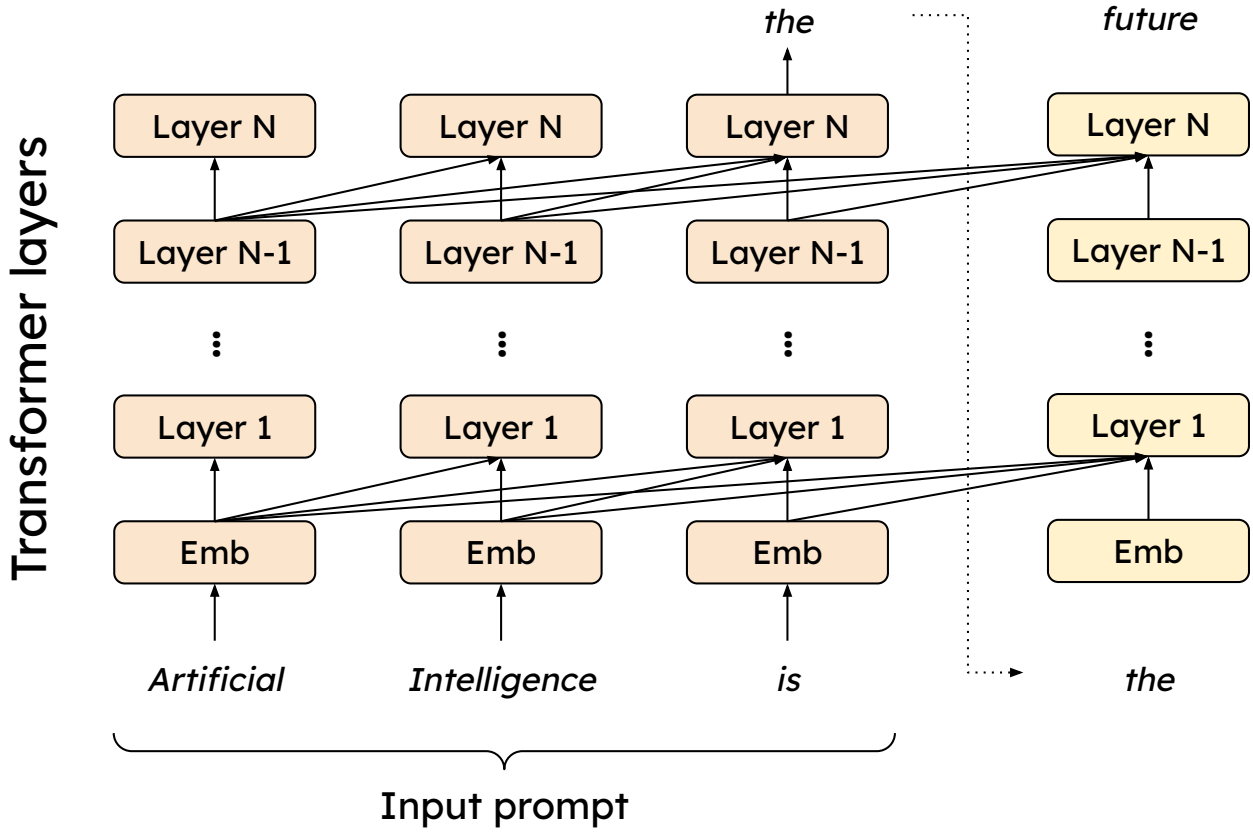 the
future
Transformer layers
Layer N
Layer N
Layer N
Layer N
Layer N-1
Layer N-1
Layer N-1
Layer N-1
Layer 1
Layer 1
Layer 1
Layer 1
Emb
Emb
Emb
Emb
Artificial
Intelligence
is
the
Input prompt